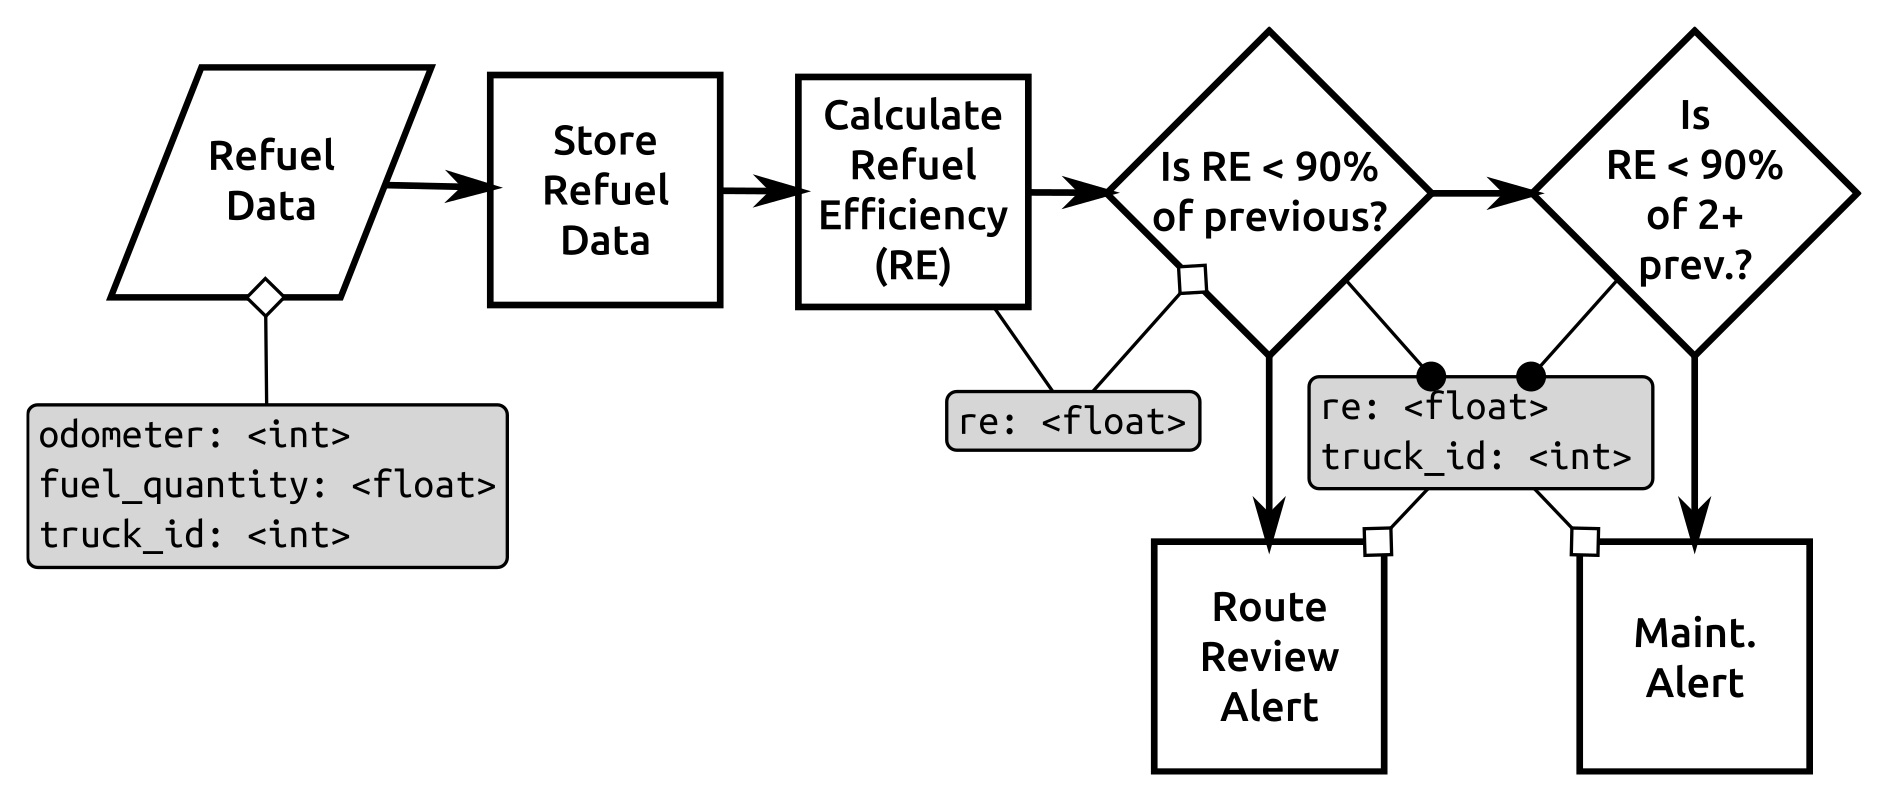 Refuel
Data
Store
Refuel
Data
Calculate
Refuel
Efficiency
(RE)
Is RE < 90%
of previous?
Is
RE < 90%
of 2+
prev.?
odometer: <int>
fuel_quantity: <float>
truck_id: <int>
re: <float>
re: <float>
truck_id: <int>
Route
Review
Alert
Maint.
Alert